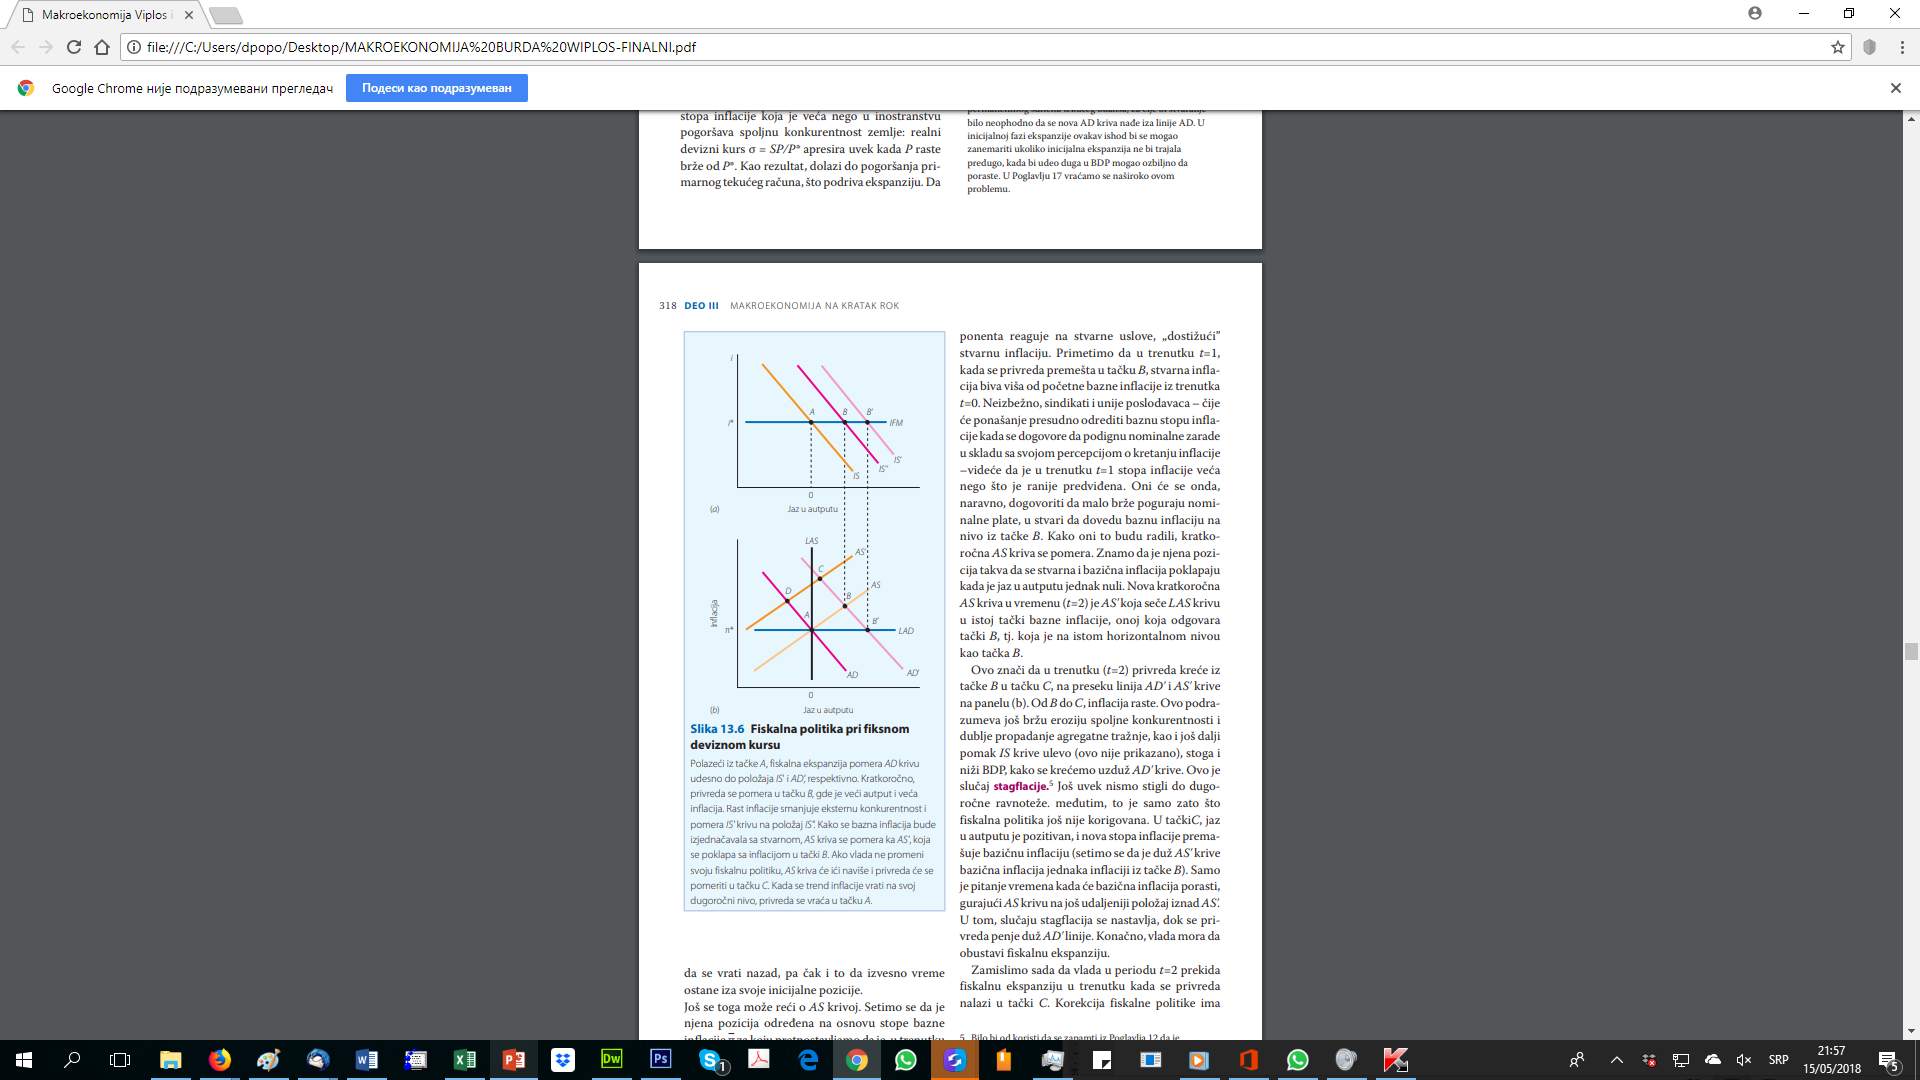 Makroekonomija Viplos i
file:///C:/Users/dpopo/Desktop/MAKROEKONOMIJA%20BURDA%20WIPLOS-FINALNI.pdf
Google Chrome није подразумевани прегледач
Подеси као подразумеван
stopa inflacije koja je veća nego u inostranstvu
pogoršava spoljnu konkurentnost zemlje: realni
devizni kurs σ = SP/P* apresira uvek kada P raste
brže od P*. Kao rezultat, dolazi do pogoršanja pri-
marnog tekućeg računa, što podriva ekspanziju. Da
bilo neophodno da se nova AD kriva nađe iza linije AD. U
inicijalnoj fazi ekspanzije ovakav ishod bi se mogao
zanemariti ukoliko inicijalna ekspanzija ne bi trajala
predugo, kada bi udeo duga u BDP mogao ozbiljno da
poraste. U Poglavlju 17 vraćamo se naširoko ovom
problemu.
318 DEO III MAKROEKONOMIJA NA KRATAK ROK
i
A B B'
i* IFM
IS'
IS"
IS
0
(a) Jaz u autputu
LAS
AS'
C
AS
D
B
Inflacija
A
B'
π* LAD
AD AD'
0
(b) Jaz u autputu
Slika 13.6 Fiskalna politika pri fiksnom
deviznom kursu
Polazeći iz tačke A, fiskalna ekspanzija pomera AD krivu
udesno do položaja IS' i AD', respektivno. Kratkoročno,
privreda se pomera u tačku B, gde je veći autput i veća
inflacija. Rast inflacije smanjuje eksternu konkurentnost i
pomera IS' krivu na položaj IS". Kako se bazna inflacija bude
izjednačavala sa stvarnom, AS kriva se pomera ka AS', koja
se poklapa sa inflacijom u tački B. Ako vlada ne promeni
svoju fiskalnu politiku, AS kriva će ići naviše i privreda će se
pomeriti u tačku C. Kada se trend inflacije vrati na svoj
dugoročni nivo, privreda se vraća u tačku A.
da se vrati nazad, pa čak i to da izvesno vreme
ostane iza svoje inicijalne pozicije.
Još se toga može reći o AS krivoj. Setimo se da je
njena pozicija određena na osnovu stope bazne
ponenta reaguje na stvarne uslove, „dostižući”
stvarnu inflaciju. Primetimo da u trenutku t=1,
kada se privreda premešta u tačku B, stvarna infla-
cija biva viša od početne bazne inflacije iz trenutka
t=0. Neizbežno, sindikati i unije poslodavaca – čije
će ponašanje presudno odrediti baznu stopu infla-
cije kada se dogovore da podignu nominalne zarade
u skladu sa svojom percepcijom o kretanju inflacije
–videće da je u trenutku t=1 stopa inflacije veća
nego što je ranije predviđena. Oni će se onda,
naravno, dogovoriti da malo brže poguraju nomi-
nalne plate, u stvari da dovedu baznu inflaciju na
nivo iz tačke B. Kako oni to budu radili, kratko-
ročna AS kriva se pomera. Znamo da je njena pozi-
cija takva da se stvarna i bazična inflacija poklapaju
kada je jaz u autputu jednak nuli. Nova kratkoročna
AS kriva u vremenu (t=2) je AS' koja seče LAS krivu
u istoj tački bazne inflacije, onoj koja odgovara
tački B, tj. koja je na istom horizontalnom nivou
kao tačka B.
Ovo znači da u trenutku (t=2) privreda kreće iz
tačke B u tačku C, na preseku linija AD' i AS' krive
na panelu (b). Od B do C, inflacija raste. Ovo podra-
zumeva još bržu eroziju spoljne konkurentnosti i
dublje propadanje agregatne tražnje, kao i još dalji
pomak IS krive ulevo (ovo nije prikazano), stoga i
niži BDP, kako se krećemo uzduž AD' krive. Ovo je
slučaj stagflacije.5 Još uvek nismo stigli do dugo-
ročne ravnoteže. međutim, to je samo zato što
fiskalna politika još nije korigovana. U tačkiC, jaz
u autputu je pozitivan, i nova stopa inflacije prema-
šuje bazičnu inflaciju (setimo se da je duž AS' krive
bazična inflacija jednaka inflaciji iz tačke B). Samo
je pitanje vremena kada će bazična inflacija porasti,
gurajući AS krivu na još udaljeniji položaj iznad AS'.
U tom, slučaju stagflacija se nastavlja, dok se pri-
vreda penje duž AD' linije. Konačno, vlada mora da
obustavi fiskalnu ekspanziju.
Zamislimo sada da vlada u periodu t=2 prekida
fiskalnu ekspanziju u trenutku kada se privreda
nalazi u tački C. Korekcija fiskalne politike ima
5 Bilo bi od koristi da se zapamti iz Poglavlja 12 da je
SRP
21:57
15/05/2018